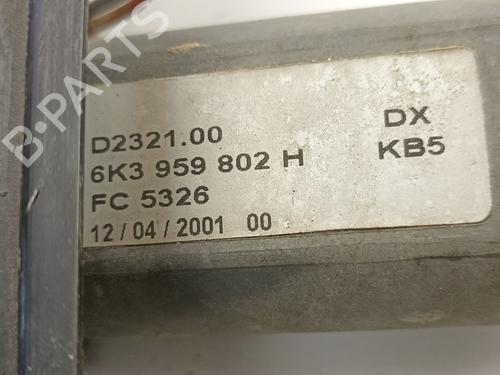 B-PARTS
D2321.00 DX
6K3 959 802 H KB5
FC 5326
12/04/2001 00